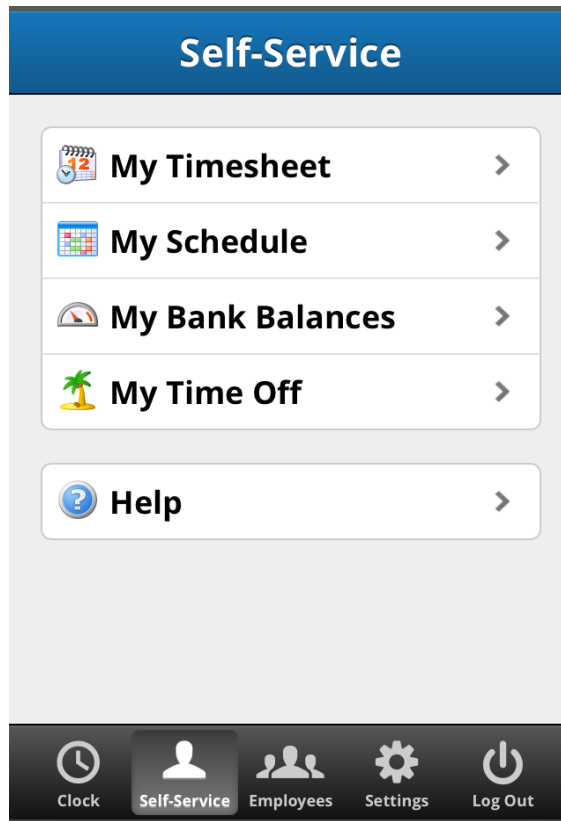 Self-Service
12
My Timesheet
My Schedule
My Bank Balances
My Time Off
?
Help
Clock
Self-Service
Employees
Settings
Log Out